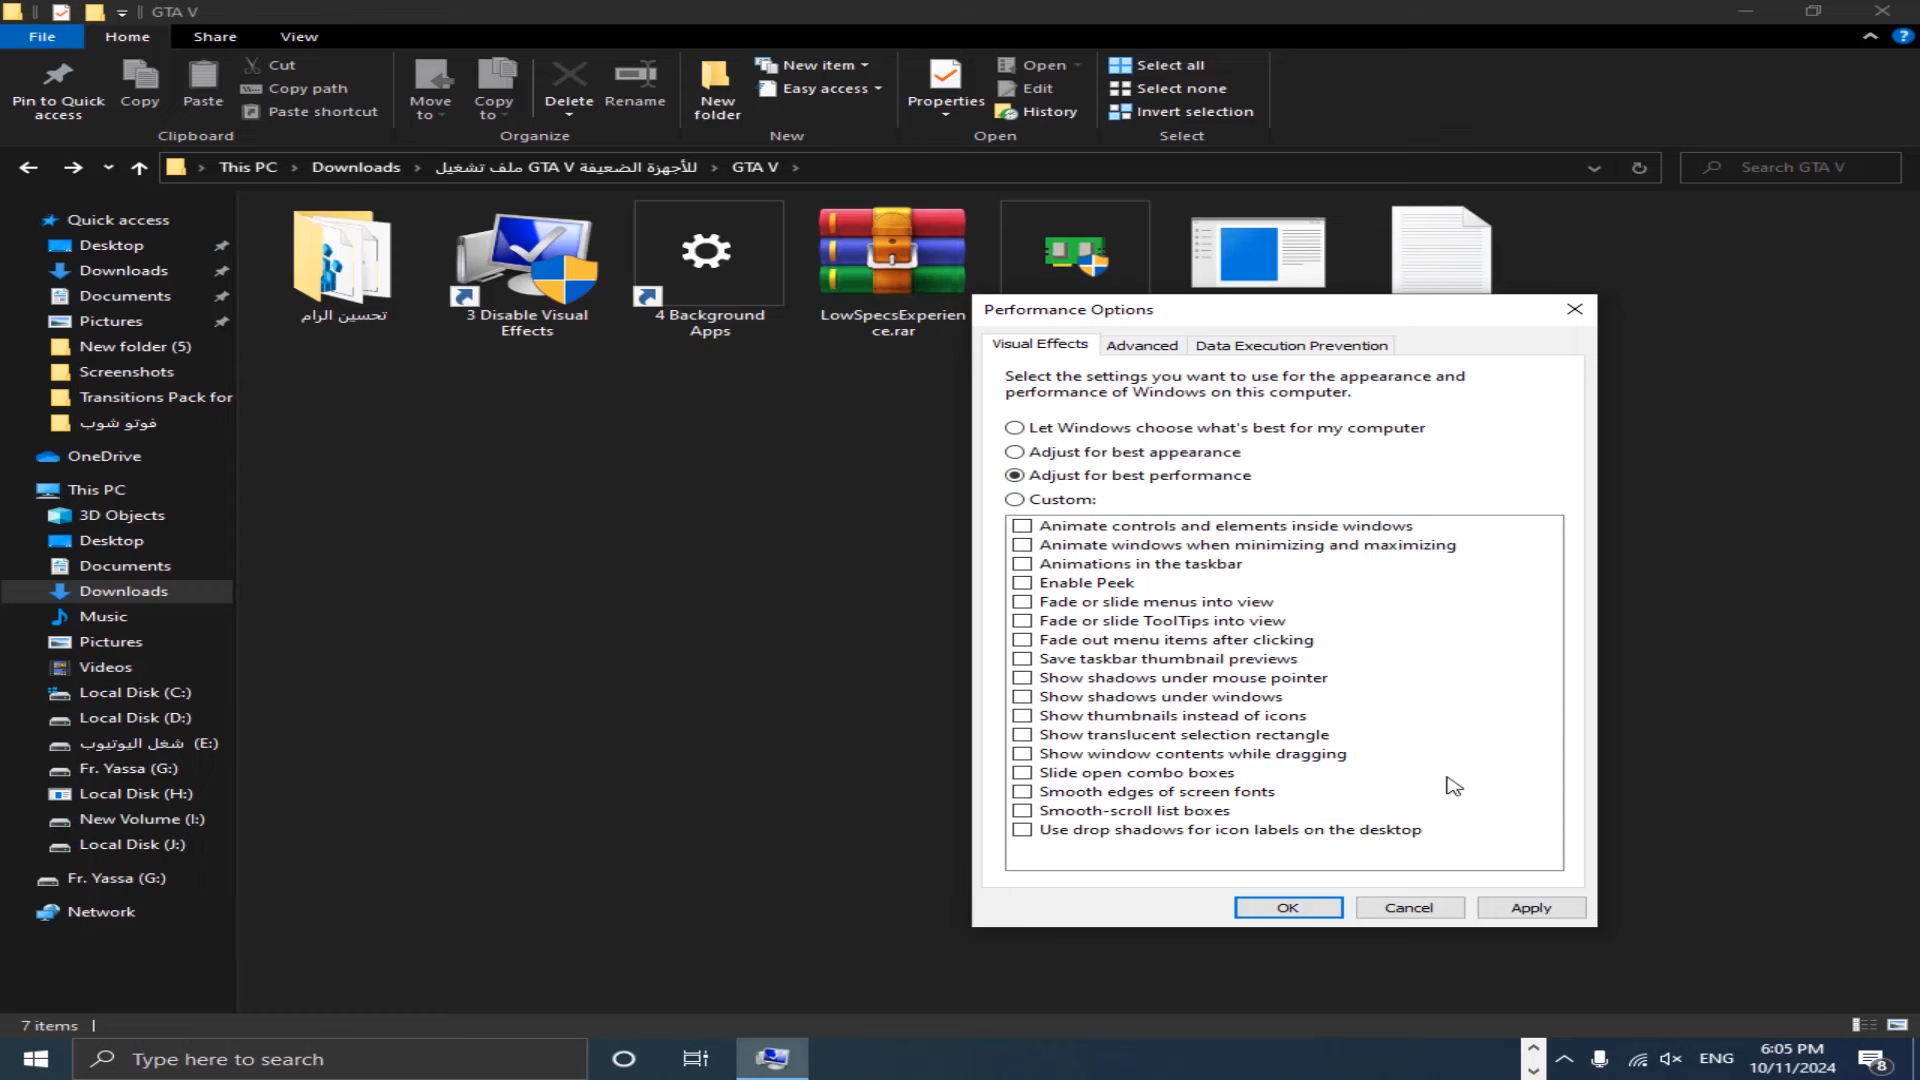 GTA V
File
Home
Share
View
Pin to Quick
access
Copy
Paste
Cut
Copy path
Paste shortcut
Clipboard
Move
to
Copy
to
Delete
Rename
Organize
New
folder
New item
Easy access
New
Properties
Open
Edit
History
Open
Select all
Select none
Invert selection
Select
This PC
Downloads
ملف تشغيل GTA V للأجهزة الضعيفة
GTA V
Search GTA V
Quick access
Desktop
Downloads
Documents
Pictures
New folder (5)
Screenshots
Transitions Pack for
فوتو شوب
OneDrive
This PC
3D Objects
Desktop
Documents
Downloads
Music
Pictures
Videos
Local Disk (C:)
Local Disk (D:)
شغل اليوتيوب (E:)
Fr. Yassa (G:)
Local Disk (H:)
New Volume (I:)
Local Disk (J:)
Fr. Yassa (G:)
Network
تحسين الرام
3 Disable Visual
Effects
4 Background
Apps
LowSpecsExperien
ce.rar
Performance Options
Visual Effects
Advanced
Data Execution Prevention
Select the settings you want to use for the appearance and
performance of Windows on this computer.
Let Windows choose what's best for my computer
Adjust for best appearance
Adjust for best performance
Custom:
Animate controls and elements inside windows
Animate windows when minimizing and maximizing
Animations in the taskbar
Enable Peek
Fade or slide menus into view
Fade or slide ToolTips into view
Fade out menu items after clicking
Save taskbar thumbnail previews
Show shadows under mouse pointer
Show shadows under windows
Show thumbnails instead of icons
Show translucent selection rectangle
Show window contents while dragging
Slide open combo boxes
Smooth edges of screen fonts
Smooth-scroll list boxes
Use drop shadows for icon labels on the desktop
OK
Cancel
Apply
7 items
Type here to search
ENG
6:05 PM
10/11/2024
8